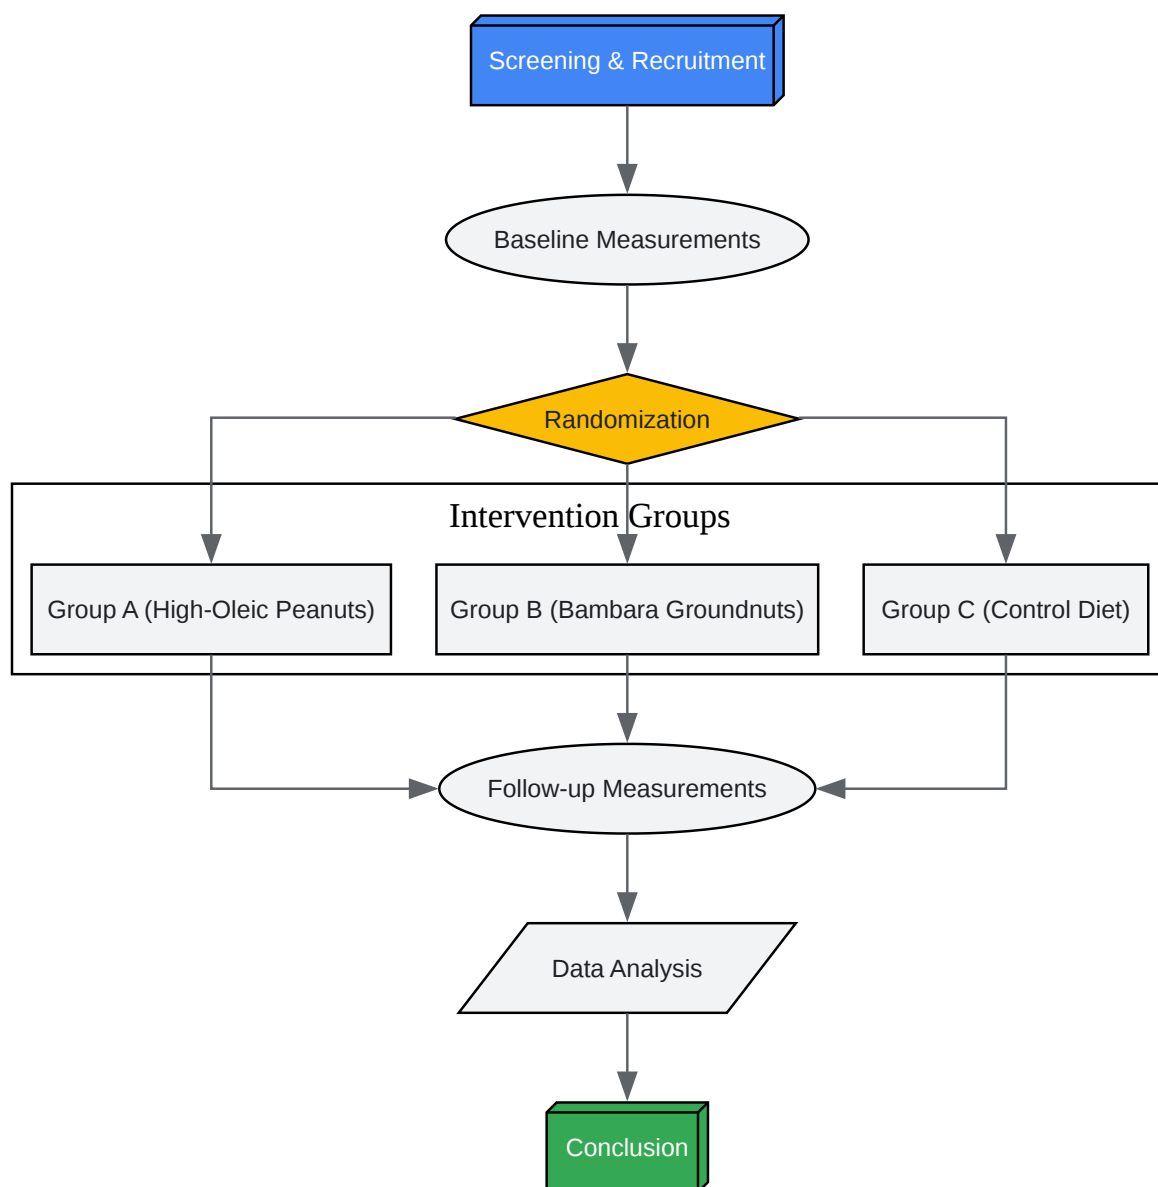 Screening & Recruitment
Baseline Measurements
Randomization
Intervention Groups
Group A (High-Oleic Peanuts)
Group B (Bambara Groundnuts)
Group C (Control Diet)
Follow-up Measurements
Data Analysis
Conclusion